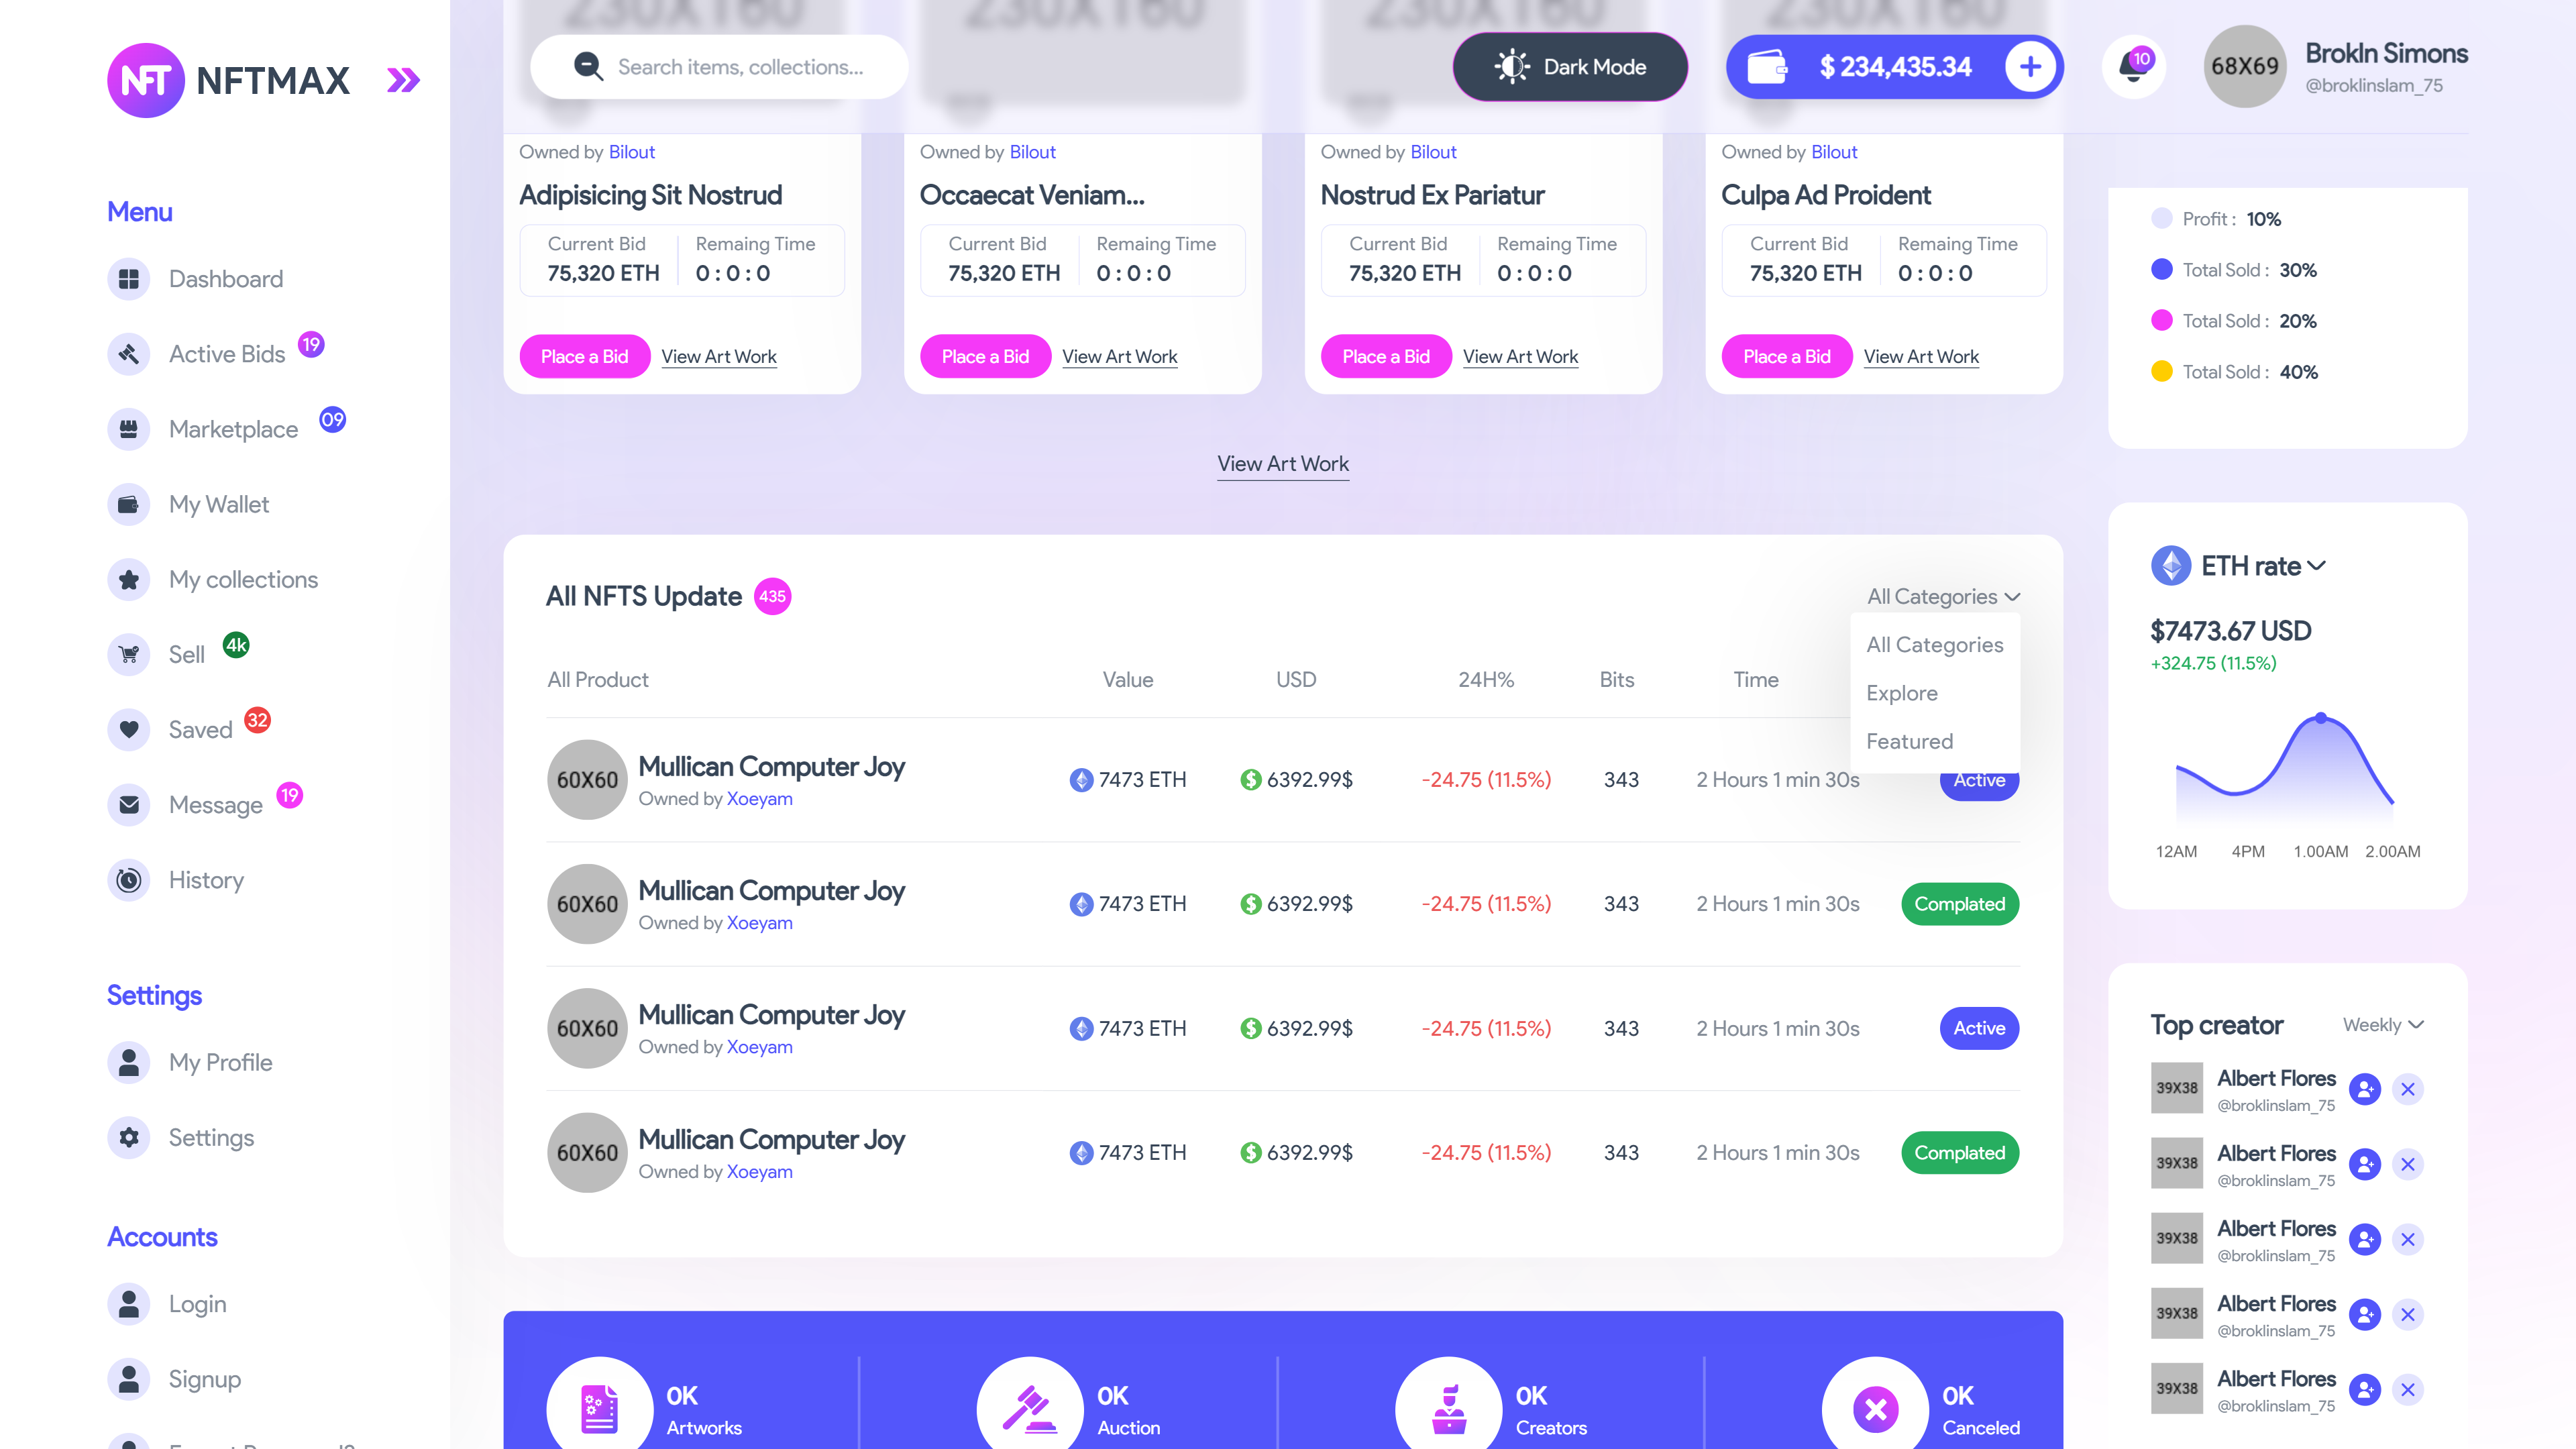 NFT NFTMAX
Menu
Dashboard
Active Bids 19
Marketplace 09
My Wallet
My collections
Sell 4k
Saved 32
Message 19
History
Settings
My Profile
Settings
Accounts
Login
Signup
230X160 230X160 230X160 230X160
Search items, collections...
Dark Mode
$ 234,435.34
10
68X69
BrokIn Simons
@broklinslam_75
Owned by Bilout
Adipisicing Sit Nostrud
Current Bid Remaing Time
75,320 ETH 0 : 0 : 0
Place a Bid View Art Work
Owned by Bilout
Occaecat Veniam...
Current Bid Remaing Time
75,320 ETH 0 : 0 : 0
Place a Bid View Art Work
Owned by Bilout
Nostrud Ex Pariatur
Current Bid Remaing Time
75,320 ETH 0 : 0 : 0
Place a Bid View Art Work
Owned by Bilout
Culpa Ad Proident
Current Bid Remaing Time
75,320 ETH 0 : 0 : 0
Place a Bid View Art Work
View Art Work
All NFTS Update 435
All Categories
All Categories
Explore
Featured
All Product Value USD 24H% Bits Time
60X60 Mullican Computer Joy
Owned by Xoeyam
7473 ETH 6392.99$ -24.75 (11.5%) 343 2 Hours 1 min 30s Active
60X60 Mullican Computer Joy
Owned by Xoeyam
7473 ETH 6392.99$ -24.75 (11.5%) 343 2 Hours 1 min 30s Complated
60X60 Mullican Computer Joy
Owned by Xoeyam
7473 ETH 6392.99$ -24.75 (11.5%) 343 2 Hours 1 min 30s Active
60X60 Mullican Computer Joy
Owned by Xoeyam
7473 ETH 6392.99$ -24.75 (11.5%) 343 2 Hours 1 min 30s Complated
0K
Artworks
0K
Auction
0K
Creators
0K
Canceled
Profit : 10%
Total Sold : 30%
Total Sold : 20%
Total Sold : 40%
ETH rate
$7473.67 USD
+324.75 (11.5%)
12AM 4PM 1.00AM 2.00AM
Top creator Weekly
39X38 Albert Flores
@broklinslam_75
39X38 Albert Flores
@broklinslam_75
39X38 Albert Flores
@broklinslam_75
39X38 Albert Flores
@broklinslam_75
39X38 Albert Flores
@broklinslam_75